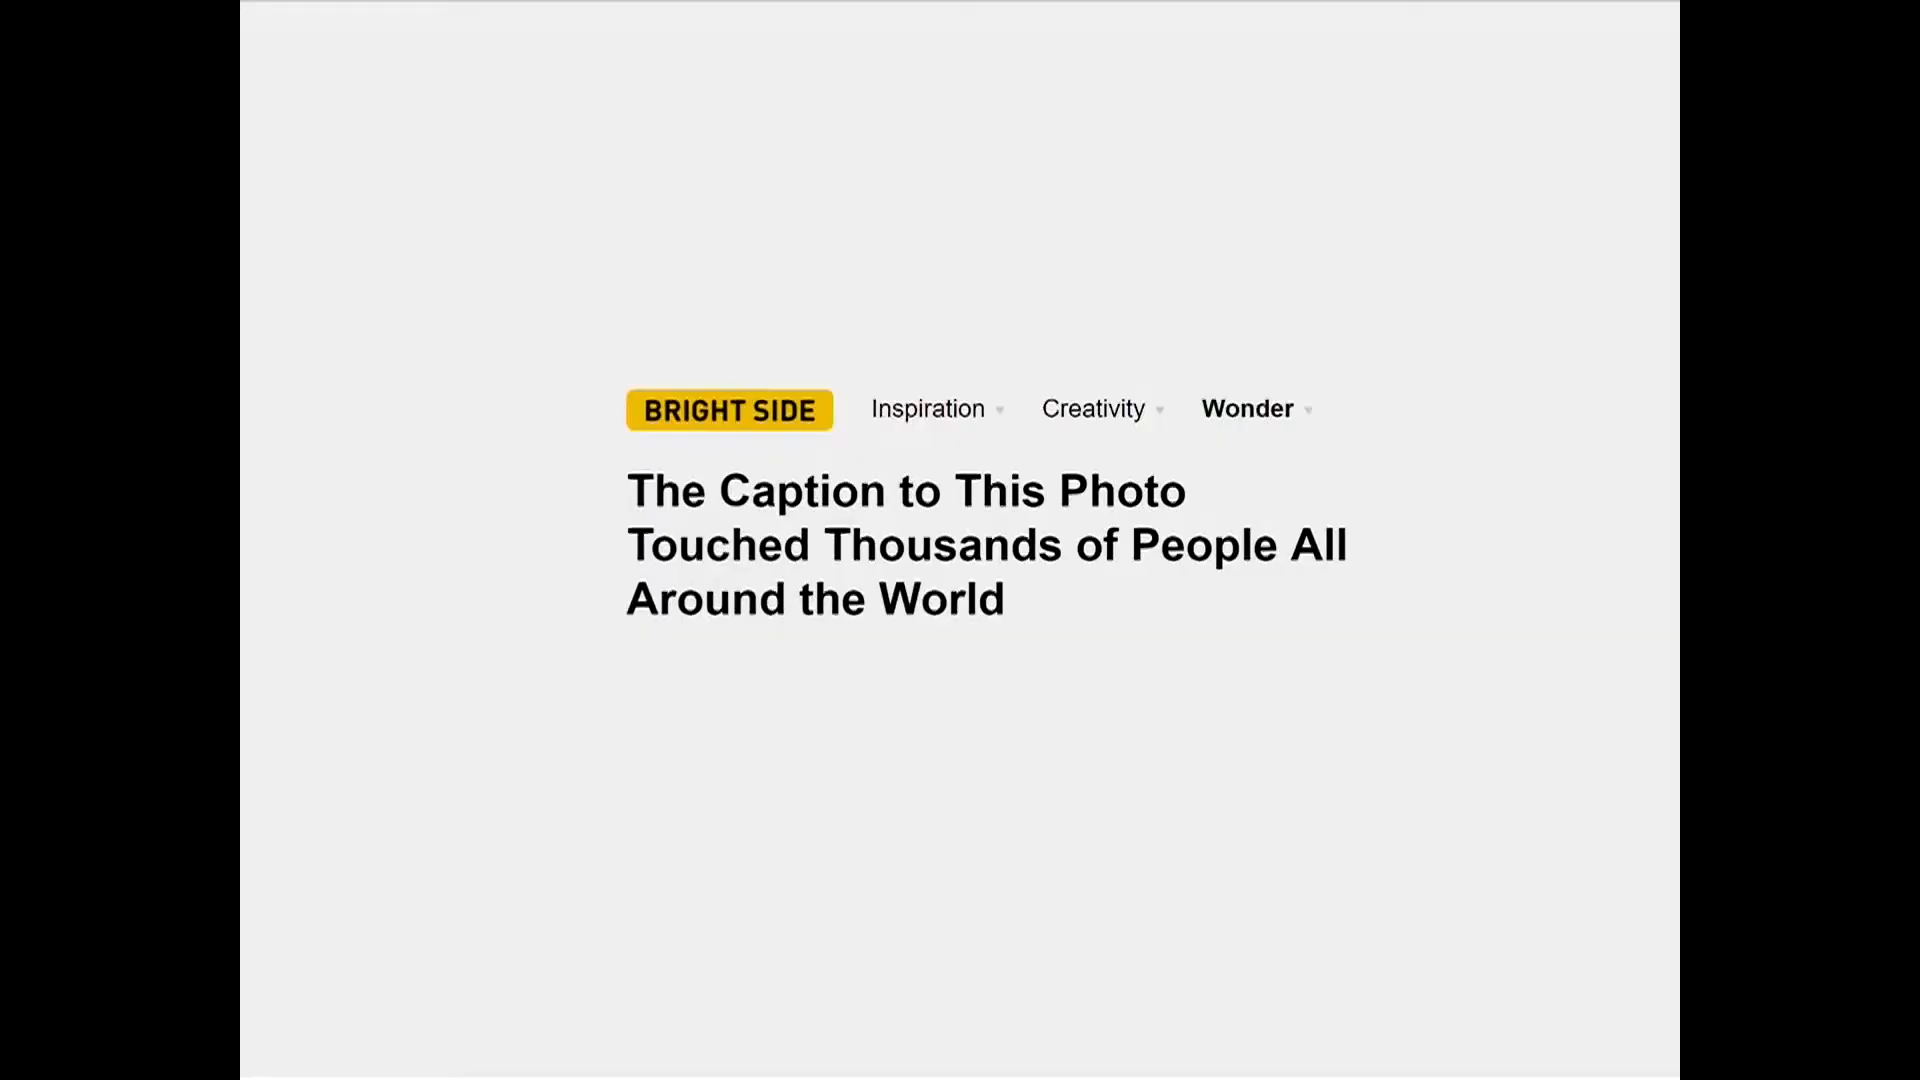 BRIGHT SIDE Inspiration Creativity Wonder
The Caption to This Photo
Touched Thousands of People All
Around the World